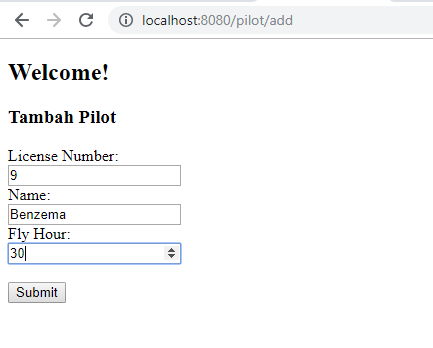 localhost:8080/pilot/add
Welcome!
Tambah Pilot
License Number:
9
Name:
Benzema
Fly Hour:
30
Submit